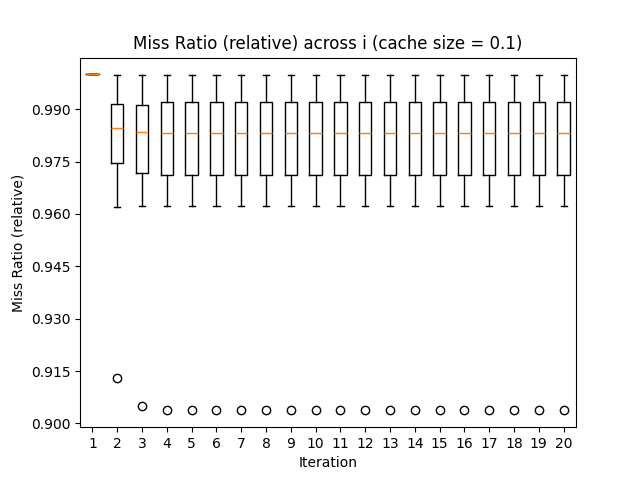 Miss Ratio (relative) across i (cache size = 0.1)
Miss Ratio (relative)
0.990
0.975
0.960
0.945
0.930
0.915
0.900
1 2 3 4 5 6 7 8 9 10 11 12 13 14 15 16 17 18 19 20
Iteration